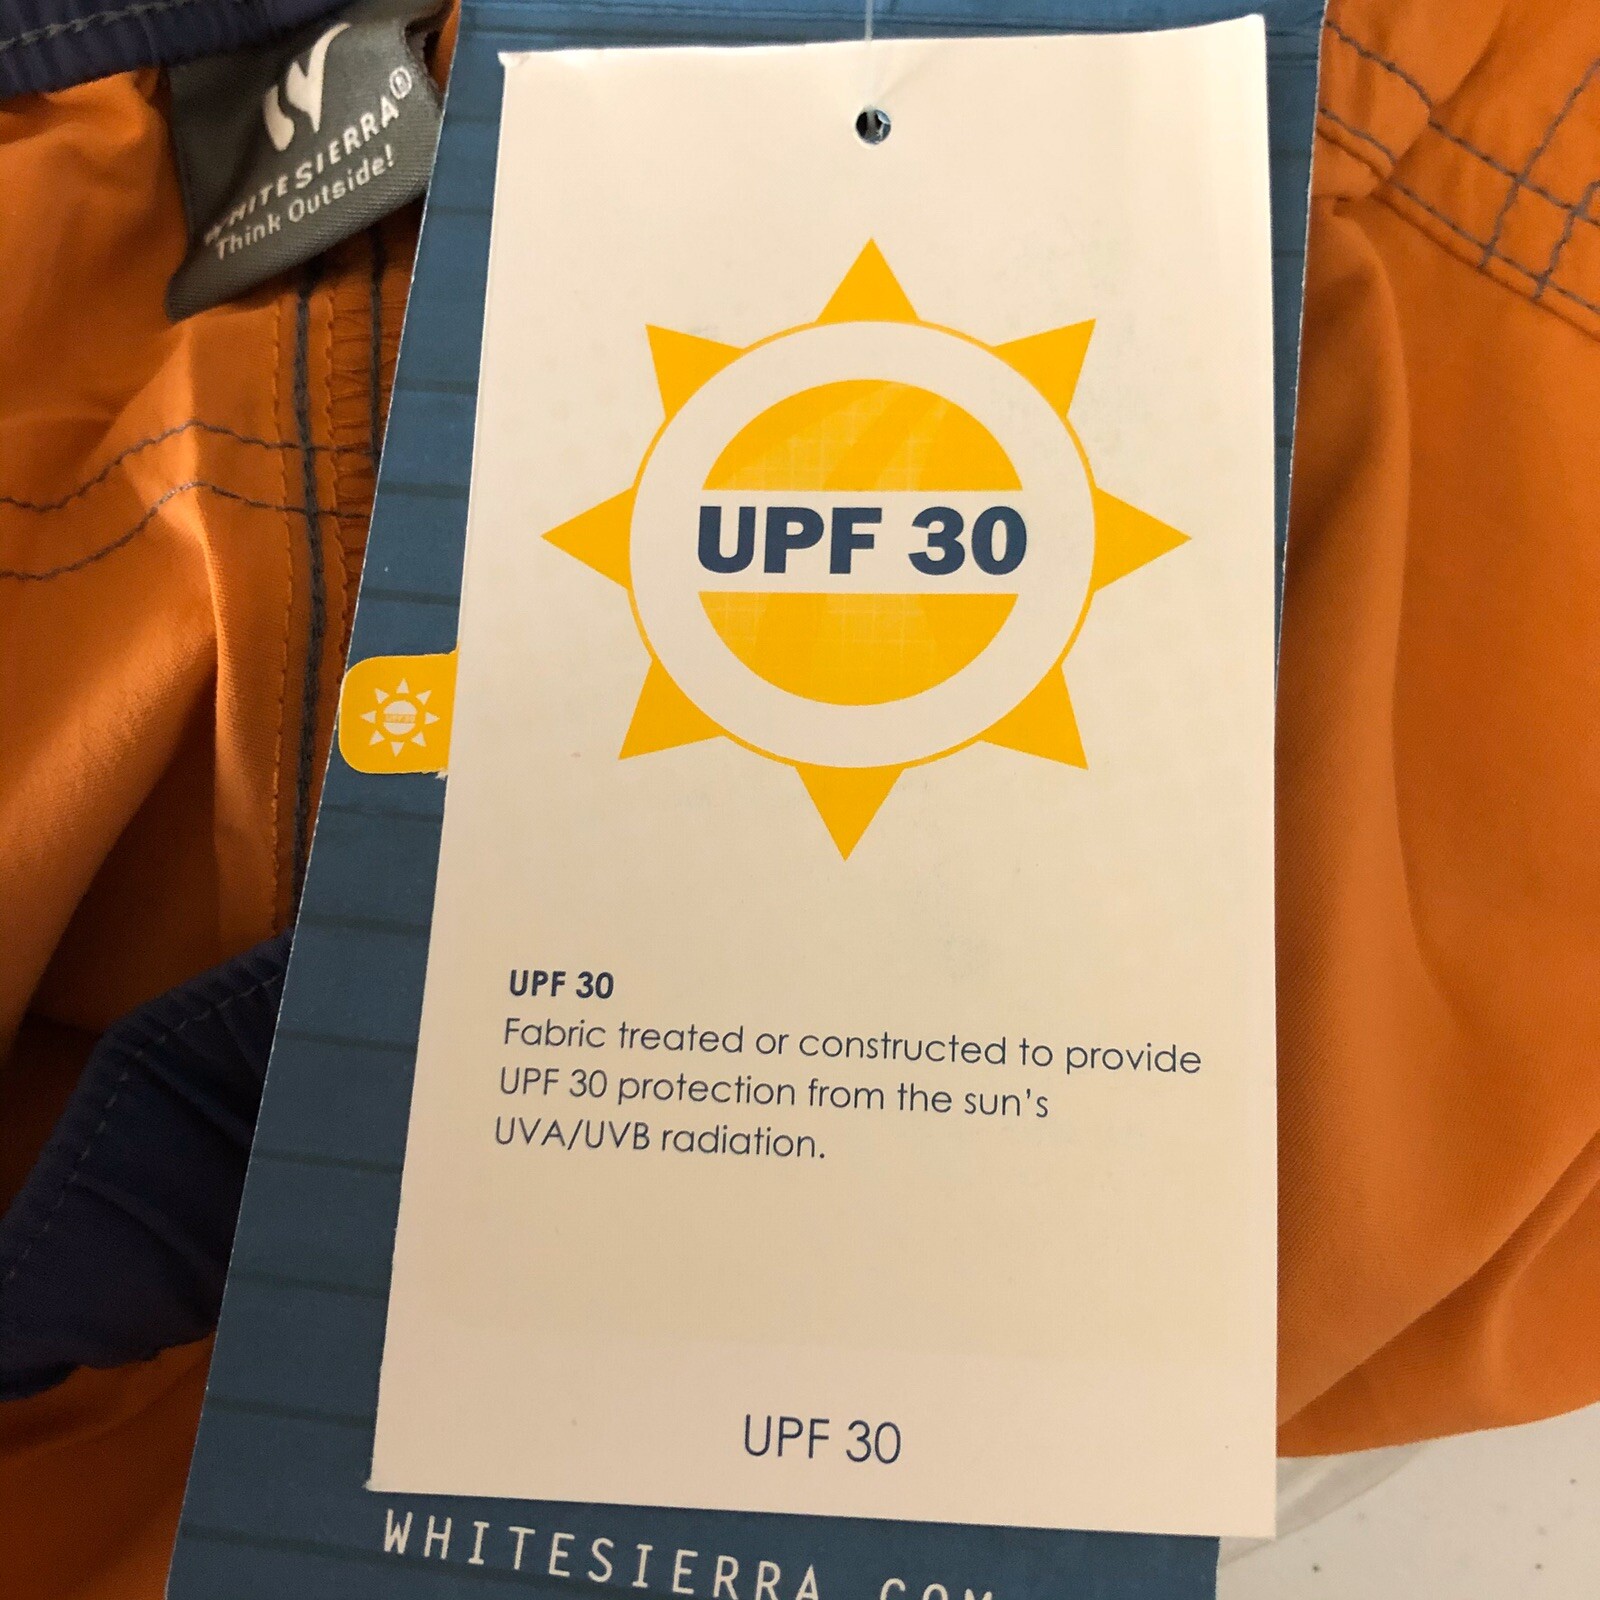 WHITESIERRA®
Think Outside!
UPF 30
UPF 30
Fabric treated or constructed to provide
UPF 30 protection from the sun's
UVA/UVB radiation.
UPF 30
WHITESIERRA.COM